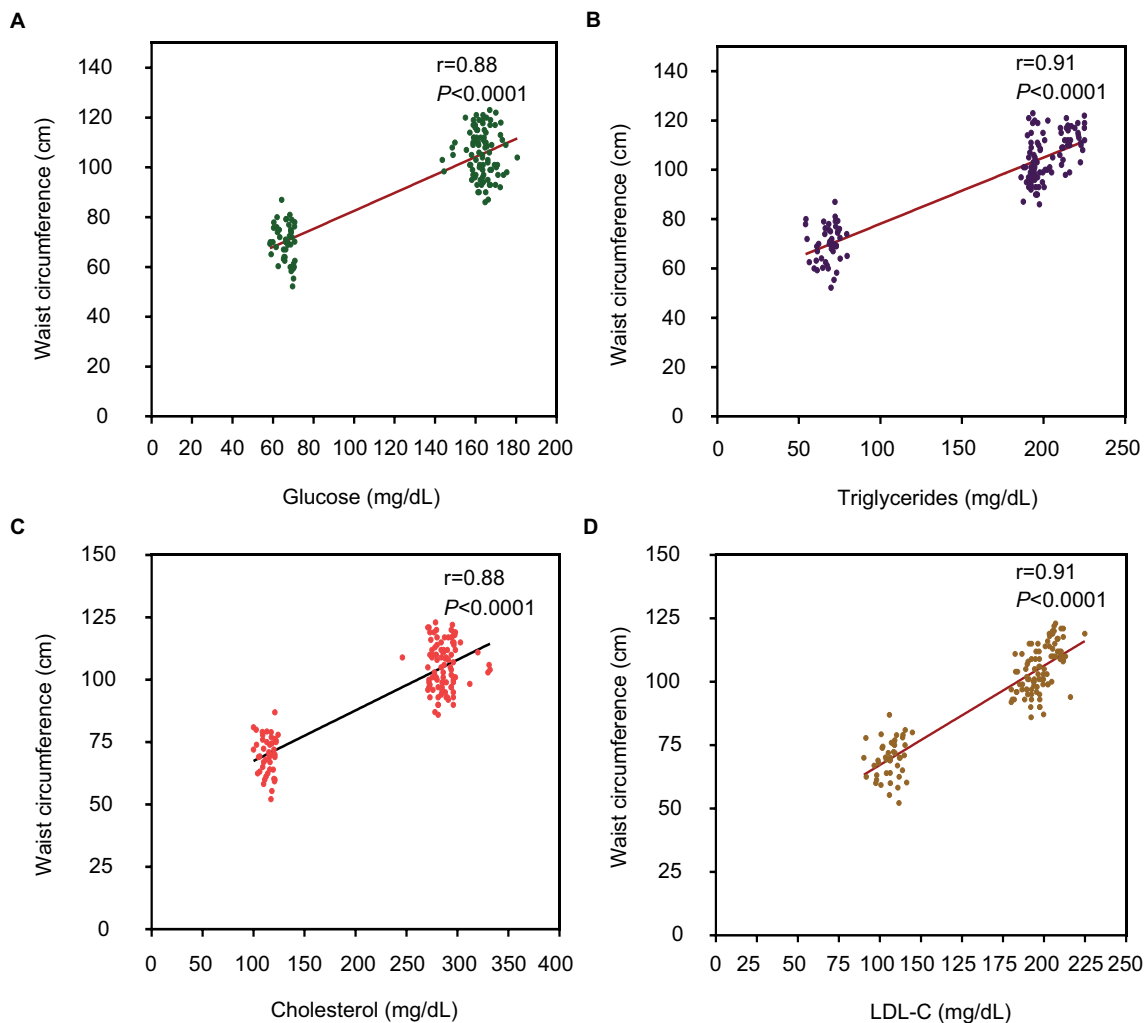 A
r=0.88
P<0.0001
Waist circumference (cm)
140
120
100
80
60
40
20
0
0 20 40 60 80 100 120 140 160 180 200
Glucose (mg/dL)
B
r=0.91
P<0.0001
Waist circumference (cm)
140
120
100
80
60
40
20
0
0 50 100 150 200 250
Triglycerides (mg/dL)
C
r=0.88
P<0.0001
Waist circumference (cm)
150
125
100
75
50
25
0
0 50 100 150 200 250 300 350 400
Cholesterol (mg/dL)
D
r=0.91
P<0.0001
Waist circumference (cm)
150
125
100
75
50
25
0
0 25 50 75 100 150 175 200 225 250
LDL-C (mg/dL)